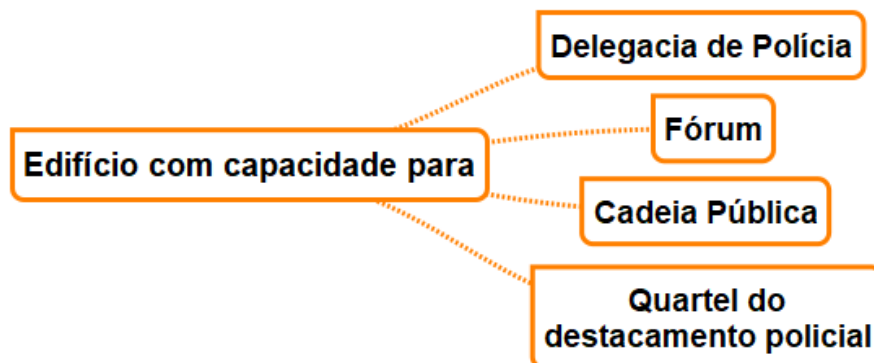 Delegacia de Polícia
Edifício com capacidade para
Fórum
Cadeia Pública
Quartel do
destacamento policial